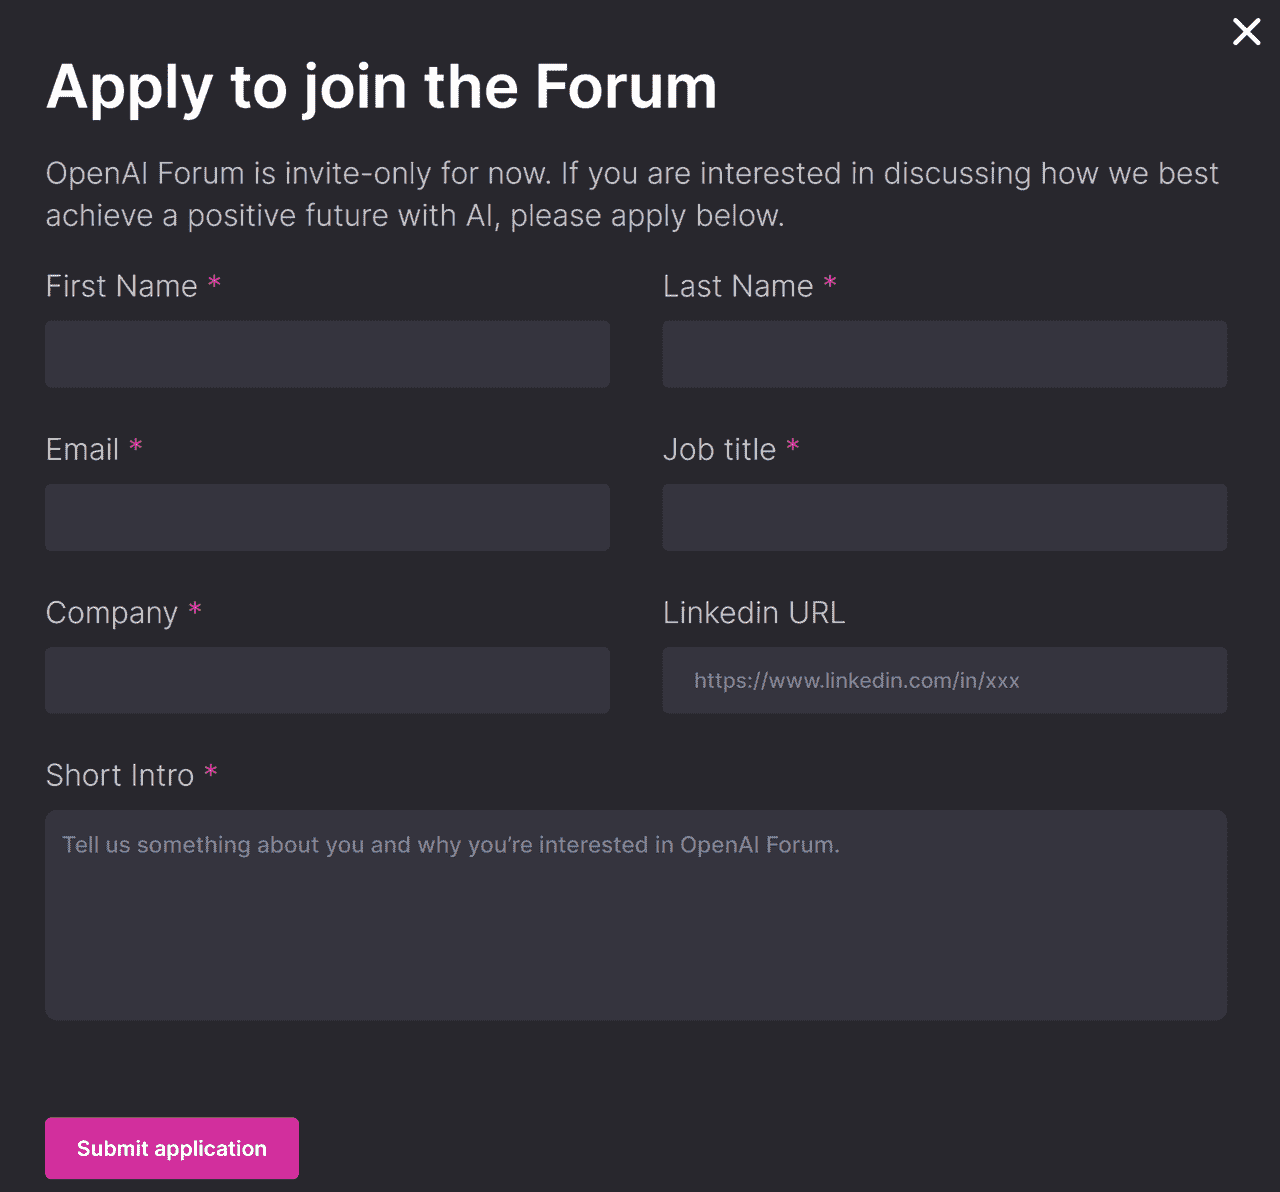 Apply to join the Forum
OpenAI Forum is invite-only for now. If you are interested in discussing how we best
achieve a positive future with AI, please apply below.
First Name *
Last Name *
Email *
Job title *
Company *
Linkedin URL
https://www.linkedin.com/in/xxx
Short Intro *
Tell us something about you and why you’re interested in OpenAI Forum.
Submit application